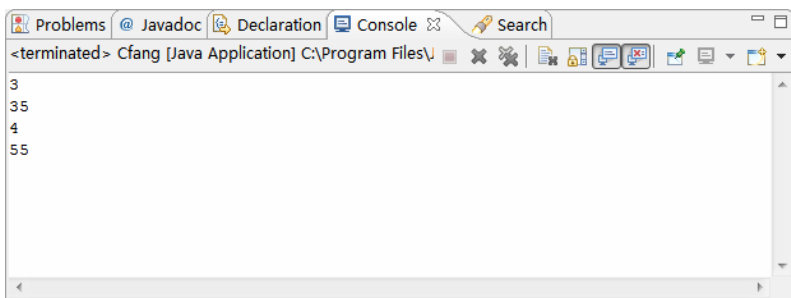 Problems @ Javadoc Declaration Console Search
<terminated> Cfang [Java Application] C:\Program Files\J
3
35
4
55